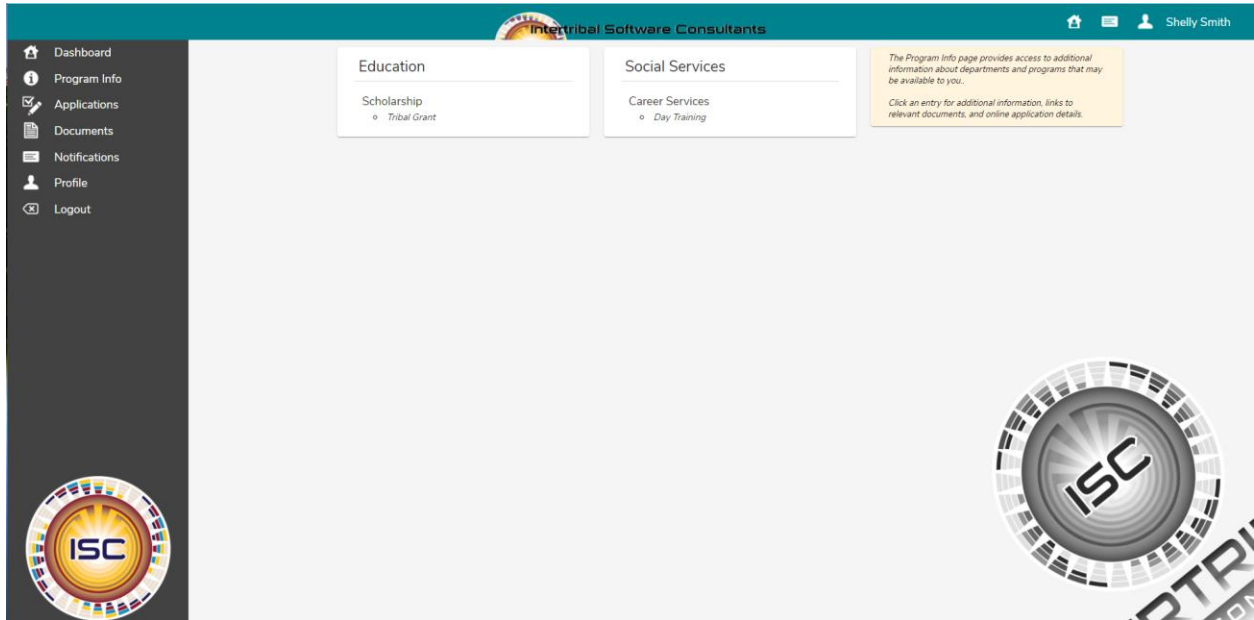 Intertribal Software Consultants
Shelly Smith
Dashboard
Program Info
Applications
Documents
Notifications
Profile
Logout
Education
Scholarship
Tribal Grant
Social Services
Career Services
Day Training
The Program Info page provides access to additional
information about departments and programs that may
be available to you..
Click an entry for additional information, links to
relevant documents, and online application details.
ISC
ISC